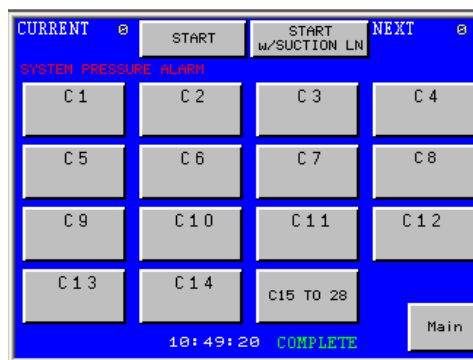 CURRENT 0 START START w/SUCTION LN NEXT 0
SYSTEM PRESSURE ALARM
C1 C2 C3 C4
C5 C6 C7 C8
C9 C10 C11 C12
C13 C14 C15 TO 28
Main
10:49:20 COMPLETE